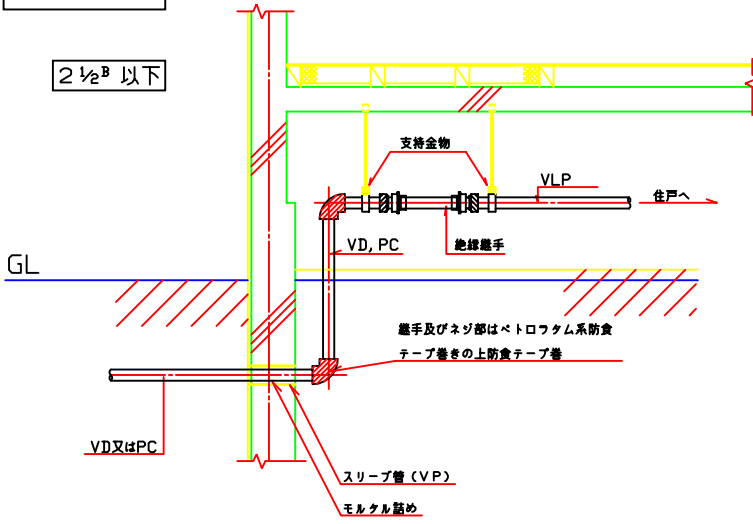 2 ½ᴮ 以下
支持金物
VLP
住戸へ
VD, PC
絶縁継手
GL
継手及びネジ部はペトロラタム系防食
テープ巻きの上防食テープ巻
VD又はPC
スリーブ管（VP）
モルタル詰め